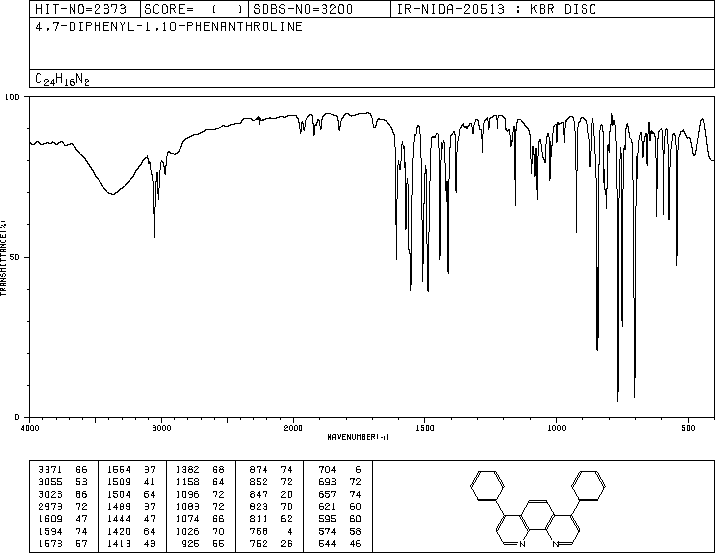 HIT-NO=2373 SCORE= ( ) SDBS-NO=3200 IR-NIDA-20513 : KBR DISC
4,7-DIPHENYL-1,10-PHENANTHROLINE
C24H16N2
100
50
0
TRANSMITTANCE(%)
4000 3000 2000 1500 1000 500
WAVENUMBER(-1)
3371 66 1554 37 1382 68 874 74 704 6
3055 53 1509 41 1158 64 852 72 693 72
3023 66 1504 64 1096 72 847 20 657 74
2973 72 1489 37 1083 72 823 70 621 60
1609 47 1444 47 1074 66 811 62 595 60
1594 74 1420 64 1026 70 768 4 574 58
1573 57 1413 43 925 55 752 26 544 46
N N